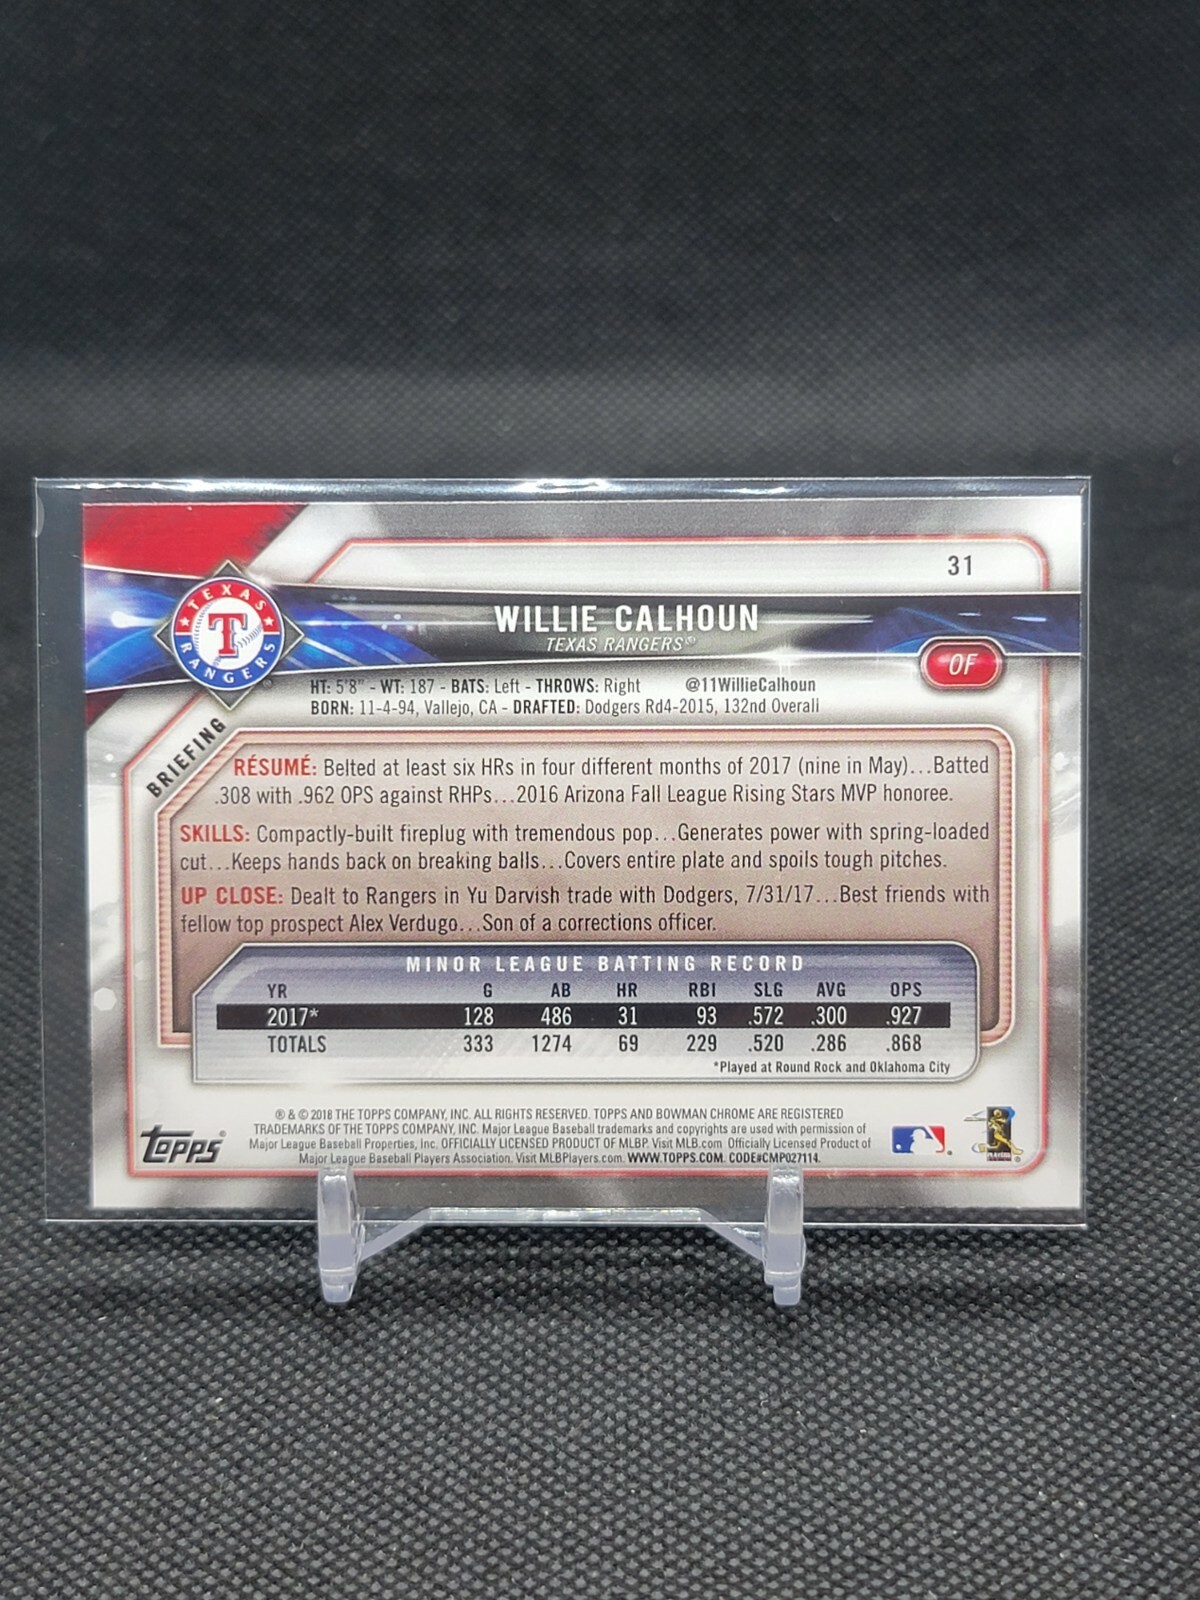 31
TEXAS
RANGERS
T
WILLIE CALHOUN
TEXAS RANGERS®
OF
HT: 5'8" - WT: 187 - BATS: Left - THROWS: Right @11WillieCalhoun
BORN: 11-4-94, Vallejo, CA - DRAFTED: Dodgers Rd4-2015, 132nd Overall
BRIEFING
RÉSUMÉ: Belted at least six HRs in four different months of 2017 (nine in May)...Batted
.308 with .962 OPS against RHPs...2016 Arizona Fall League Rising Stars MVP honoree.
SKILLS: Compactly-built fireplug with tremendous pop...Generates power with spring-loaded
cut...Keeps hands back on breaking balls...Covers entire plate and spoils tough pitches.
UP CLOSE: Dealt to Rangers in Yu Darvish trade with Dodgers, 7/31/17...Best friends with
fellow top prospect Alex Verdugo...Son of a corrections officer.
MINOR LEAGUE BATTING RECORD
YR G AB HR RBI SLG AVG OPS
2017* 128 486 31 93 .572 .300 .927
TOTALS 333 1274 69 229 .520 .286 .868
*Played at Round Rock and Oklahoma City
® & © 2018 THE TOPPS COMPANY, INC. ALL RIGHTS RESERVED. TOPPS AND BOWMAN CHROME ARE REGISTERED
TRADEMARKS OF THE TOPPS COMPANY, INC. Major League Baseball trademarks and copyrights are used with permission of
Major League Baseball Properties, Inc. OFFICIALLY LICENSED PRODUCT OF MLBP. Visit MLB.com Officially Licensed Product of
Major League Baseball Players Association. Visit MLBPlayers.com. WWW.TOPPS.COM. CODE#CMP027114.
Topps
PLAYERS